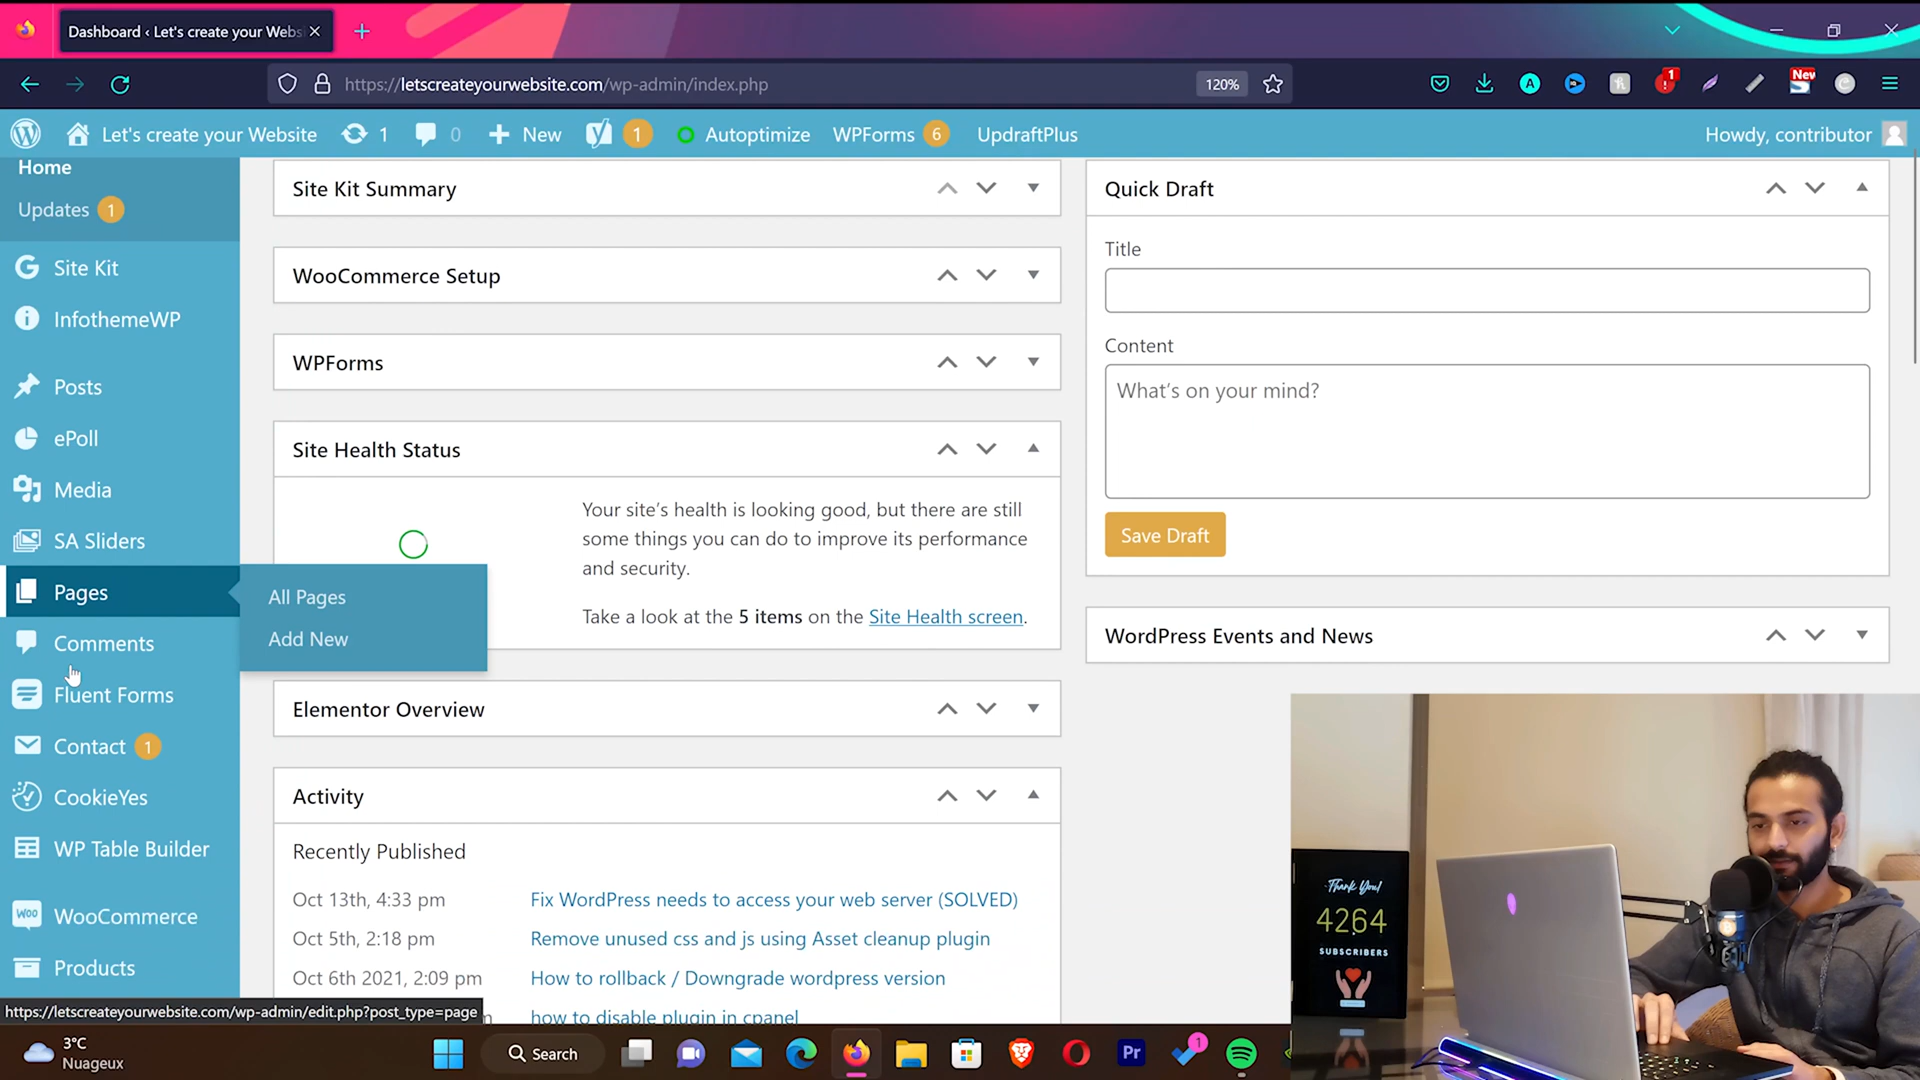 Dashboard ‹ Let's create your Webs
https://letscreateyourwebsite.com/wp-admin/index.php
120%
1
New
Let's create your Website
1
0
New
1
Autoptimize
WPForms 6
UpdraftPlus
Howdy, contributor
Home
Updates 1
Site Kit
InfothemeWP
Posts
ePoll
Media
SA Sliders
Pages
All Pages
Add New
Comments
Fluent Forms
Contact 1
CookieYes
WP Table Builder
WooCommerce
Products
Site Kit Summary
WooCommerce Setup
WPForms
Site Health Status
Your site's health is looking good, but there are still
some things you can do to improve its performance
and security.
Take a look at the 5 items on the Site Health screen.
Elementor Overview
Activity
Recently Published
Oct 13th, 4:33 pm Fix WordPress needs to access your web server (SOLVED)
Oct 5th, 2:18 pm Remove unused css and js using Asset cleanup plugin
Oct 6th 2021, 2:09 pm How to rollback / Downgrade wordpress version
how to disable plugin in cpanel
Quick Draft
Title
Content
What's on your mind?
Save Draft
WordPress Events and News
Thank You!
4264
SUBSCRIBERS
https://letscreateyourwebsite.com/wp-admin/edit.php?post_type=page
3°C
Nuageux
Search
Pr
1